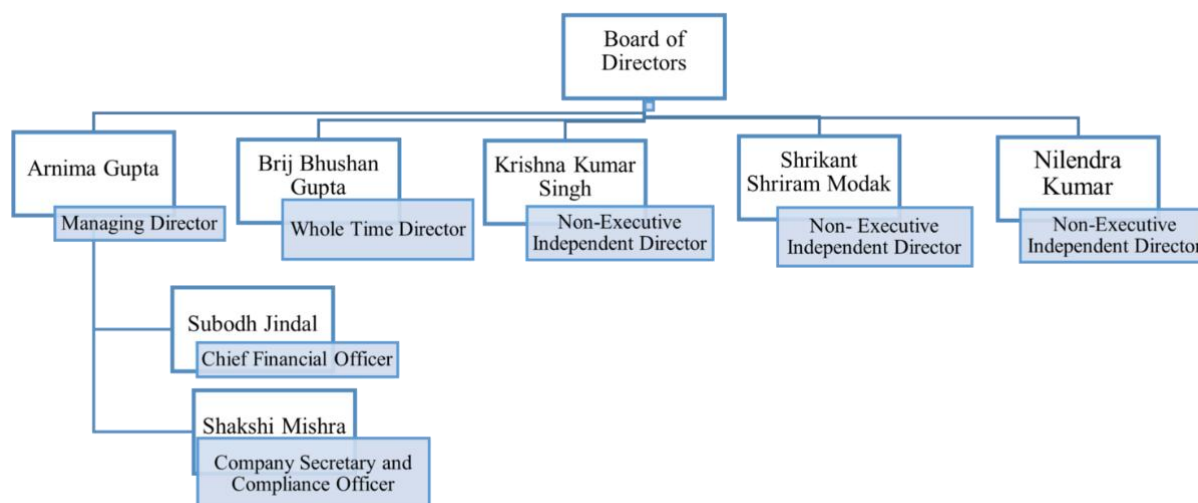 Board of
Directors
Arnima Gupta
Managing Director
Brij Bhushan
Gupta
Whole Time Director
Krishna Kumar
Singh
Non-Executive
Independent Director
Shrikant
Shriram Modak
Non- Executive
Independent Director
Nilendra
Kumar
Non-Executive
Independent Director
Subodh Jindal
Chief Financial Officer
Shakshi Mishra
Company Secretary and
Compliance Officer